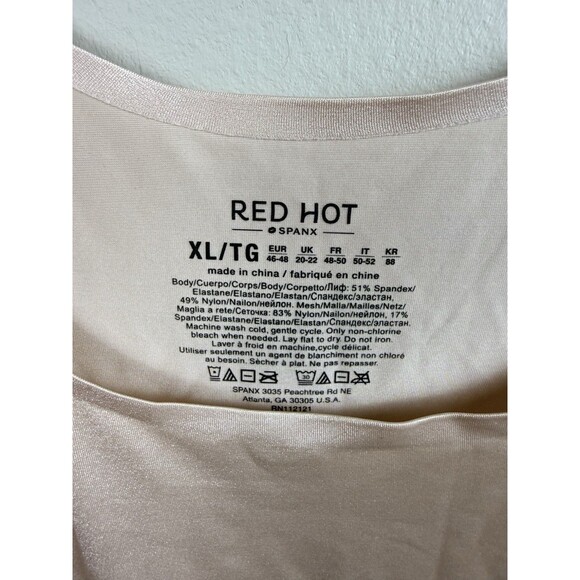 RED HOT
SPANX
XL/TG EUR 46-48 UK 20-22 FR 48-50 IT 50-52 KR 88
made in china / fabriqué en chine
Body/Cuerpo/Corps/Body/Corpetto/Лиф: 51% Spandex/
Elastane/Elastano/Elastan/Спандекс/эластан,
49% Nylon/Nailon/нейлон. Mesh/Malla/Mailles/Netz/
Maglia a rete/Сеточка: 83% Nylon/Nailon/нейлон, 17%
Spandex/Elastane/Elastano/Elastan/Спандекс/эластан.
Machine wash cold, gentle cycle. Only non-chlorine
bleach when needed. Lay flat to dry. Do not iron.
Laver à froid en machine,cycle délicat.
Utiliser seulement un agent de blanchiment non chloré
au besoin. Sécher à plat. Ne pas repasser.
30
SPANX 3035 Peachtree Rd NE
Atlanta, GA 30305 U.S.A.
RN112121